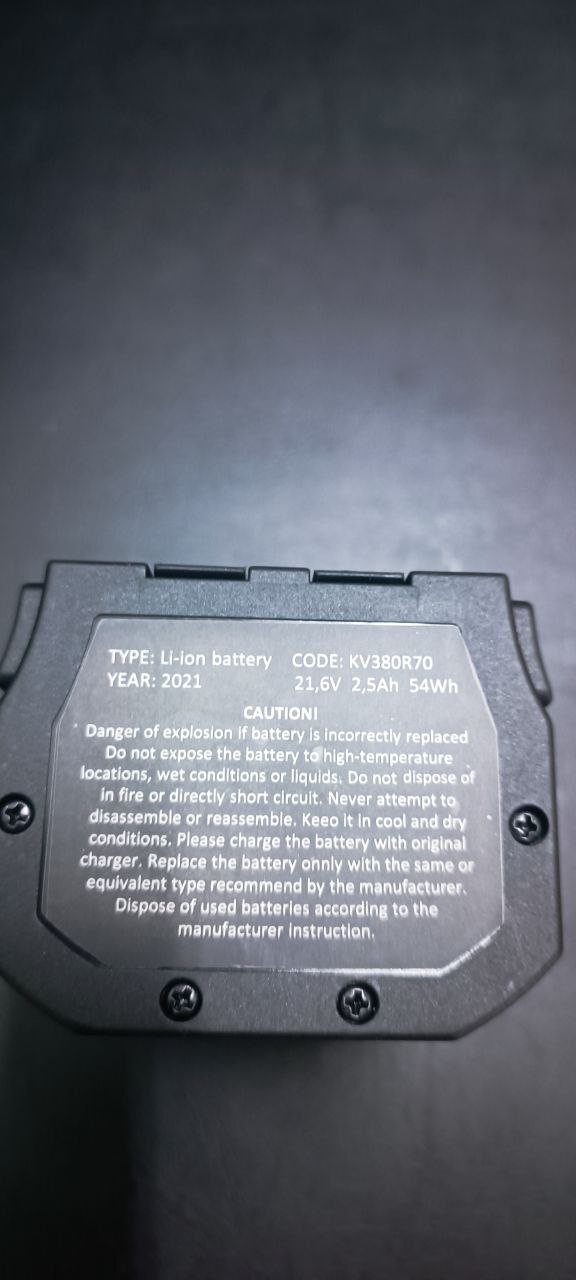 TYPE: Li-ion battery CODE: KV380R70
YEAR: 2021 21,6V 2,5Ah 54Wh
CAUTION!
Danger of explosion if battery is incorrectly replaced
Do not expose the battery to high-temperature
locations, wet conditions or liquids. Do not dispose of
in fire or directly short circuit. Never attempt to
disassemble or reassemble. Keeo it in cool and dry
conditions. Please charge the battery with original
charger. Replace the battery onnly with the same or
equivalent type recommend by the manufacturer.
Dispose of used batteries according to the
manufacturer instruction.